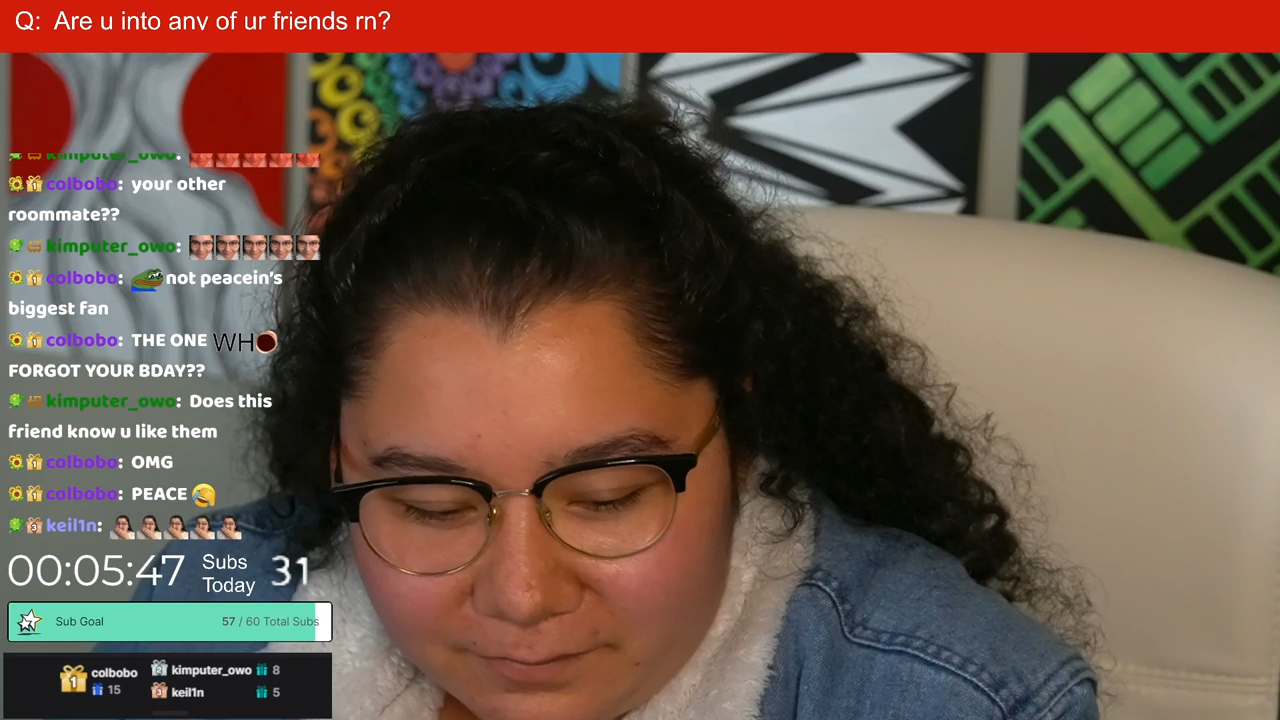 Q: Are u into any of ur friends rn?
kimputer_owo:
colbobo: your other
roommate??
kimputer_owo:
colbobo: not peacein's
biggest fan
colbobo: THE ONE WH
FORGOT YOUR BDAY??
kimputer_owo: Does this
friend know u like them
colbobo: OMG
colbobo: PEACE
keil1n:
00:05:47
Subs
Today
31
Sub Goal
57 / 60 Total Subs
1
colbobo
15
kimputer_owo 8
keil1n 5